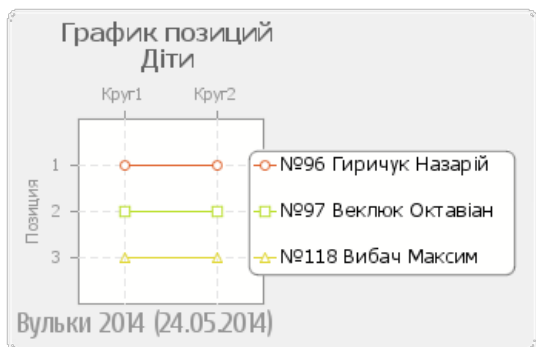 График позиций
Діти
Круг1 Круг2
Позиция
1
2
3
№96 Гиричук Назарій
№97 Веклюк Октавіан
№118 Вибач Максим
Вульки 2014 (24.05.2014)